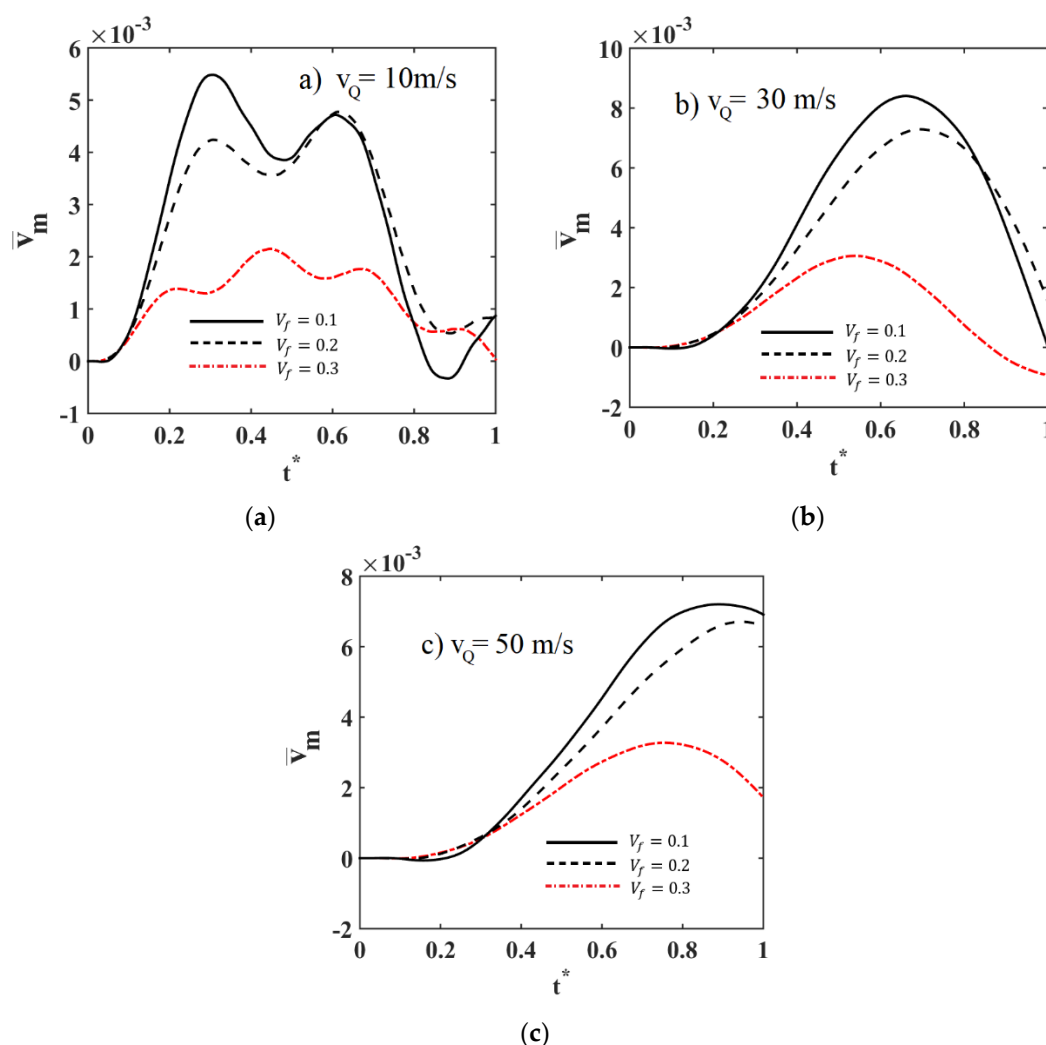 ×10⁻³
6
5
4
3
2
1
0
-1
v̄ₘ
a) v_Q = 10m/s
V_f = 0.1
V_f = 0.2
V_f = 0.3
0 0.2 0.4 0.6 0.8 1
t*
(a)
×10⁻³
10
8
6
4
2
0
-2
v̄ₘ
b) v_Q = 30 m/s
V_f = 0.1
V_f = 0.2
V_f = 0.3
0 0.2 0.4 0.6 0.8 1
t*
(b)
×10⁻³
8
6
4
2
0
-2
v̄ₘ
c) v_Q = 50 m/s
V_f = 0.1
V_f = 0.2
V_f = 0.3
0 0.2 0.4 0.6 0.8 1
t*
(c)